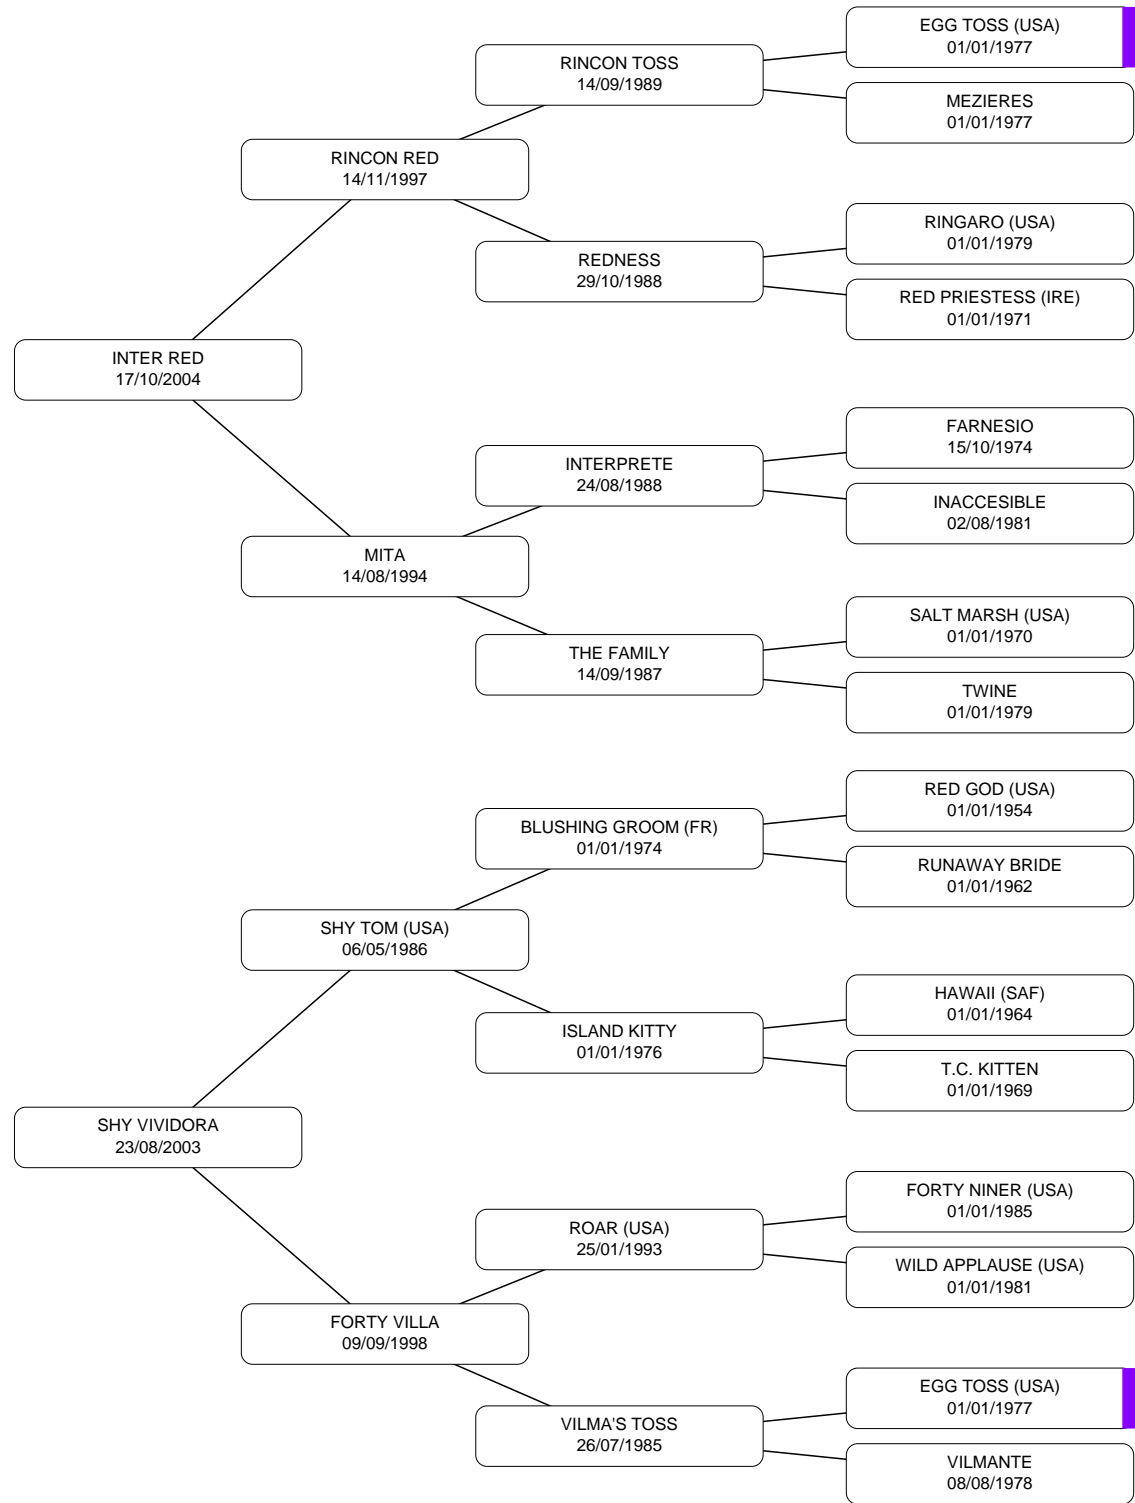 EGG TOSS (USA)
01/01/1977
RINCON TOSS
14/09/1989
MEZIERES
01/01/1977
RINCON RED
14/11/1997
RINGARO (USA)
01/01/1979
REDNESS
29/10/1988
RED PRIESTESS (IRE)
01/01/1971
INTER RED
17/10/2004
FARNESIO
15/10/1974
INTERPRETE
24/08/1988
INACCESIBLE
02/08/1981
MITA
14/08/1994
SALT MARSH (USA)
01/01/1970
THE FAMILY
14/09/1987
TWINE
01/01/1979
RED GOD (USA)
01/01/1954
BLUSHING GROOM (FR)
01/01/1974
RUNAWAY BRIDE
01/01/1962
SHY TOM (USA)
06/05/1986
HAWAII (SAF)
01/01/1964
ISLAND KITTY
01/01/1976
T.C. KITTEN
01/01/1969
SHY VIVIDORA
23/08/2003
FORTY NINER (USA)
01/01/1985
ROAR (USA)
25/01/1993
WILD APPLAUSE (USA)
01/01/1981
FORTY VILLA
09/09/1998
EGG TOSS (USA)
01/01/1977
VILMA'S TOSS
26/07/1985
VILMANTE
08/08/1978